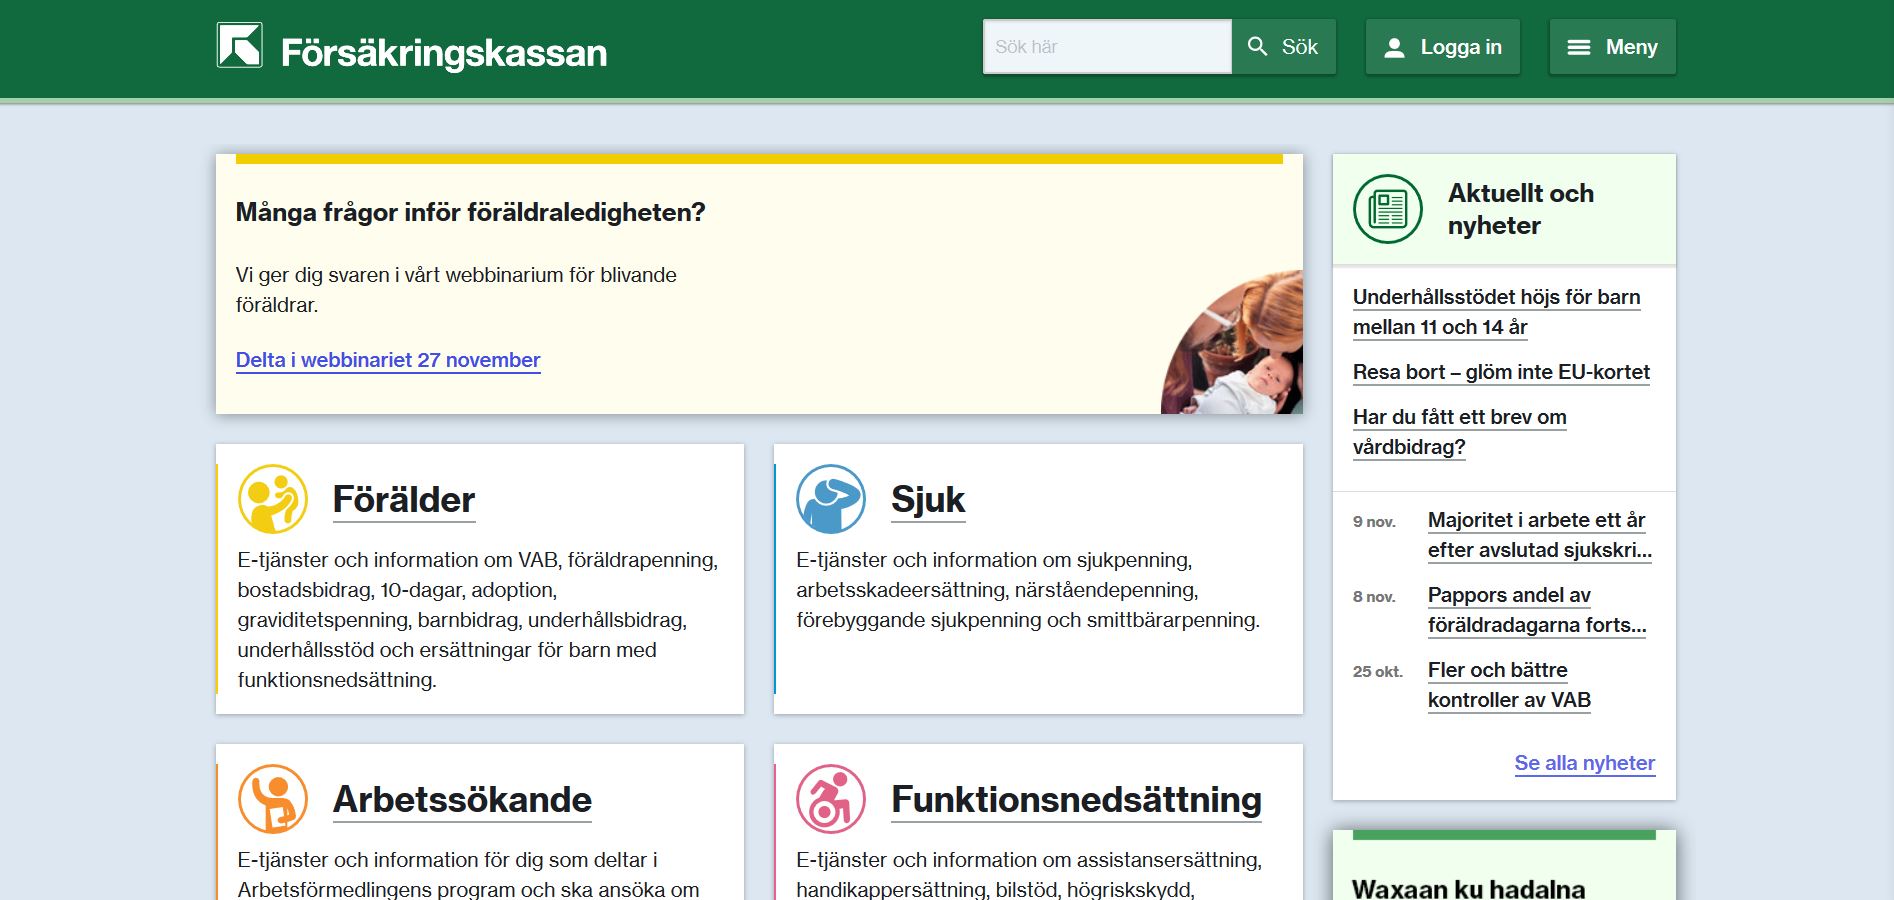 Försäkringskassan
Sök här
Sök
Logga in
Meny
Många frågor inför föräldraledigheten?
Vi ger dig svaren i vårt webbinarium för blivande
föräldrar.
Delta i webbinariet 27 november
Förälder
E-tjänster och information om VAB, föräldrapenning,
bostadsbidrag, 10-dagar, adoption,
graviditetspenning, barnbidrag, underhållsbidrag,
underhållsstöd och ersättningar för barn med
funktionsnedsättning.
Sjuk
E-tjänster och information om sjukpenning,
arbetsskadeersättning, närståendepenning,
förebyggande sjukpenning och smittbärarpenning.
Arbetssökande
E-tjänster och information för dig som deltar i
Arbetsförmedlingens program och ska ansöka om
Funktionsnedsättning
E-tjänster och information om assistansersättning,
handikappersättning, bilstöd, högriskskydd,
Aktuellt och
nyheter
Underhållsstödet höjs för barn
mellan 11 och 14 år
Resa bort – glöm inte EU-kortet
Har du fått ett brev om
vårdbidrag?
9 nov.
Majoritet i arbete ett år
efter avslutad sjukskri...
8 nov.
Pappors andel av
föräldradagarna forts...
25 okt.
Fler och bättre
kontroller av VAB
Se alla nyheter
Waxaan ku hadalna